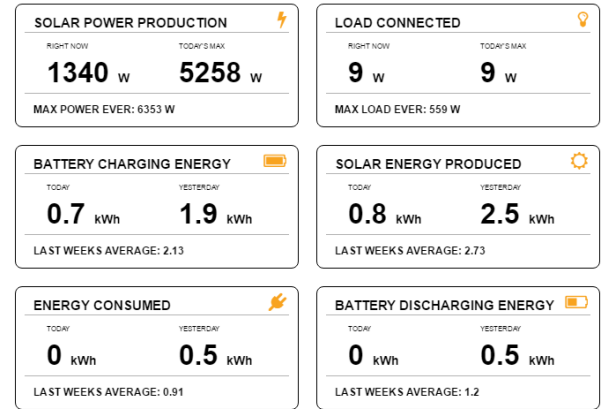 SOLAR POWER PRODUCTION
RIGHT NOW TODAY'S MAX
1340 W 5258 W
MAX POWER EVER: 6353 W
LOAD CONNECTED
RIGHT NOW TODAY'S MAX
9 W 9 W
MAX LOAD EVER: 559 W
BATTERY CHARGING ENERGY
TODAY YESTERDAY
0.7 kWh 1.9 kWh
LAST WEEKS AVERAGE: 2.13
SOLAR ENERGY PRODUCED
TODAY YESTERDAY
0.8 kWh 2.5 kWh
LAST WEEKS AVERAGE: 2.73
ENERGY CONSUMED
TODAY YESTERDAY
0 kWh 0.5 kWh
LAST WEEKS AVERAGE: 0.91
BATTERY DISCHARGING ENERGY
TODAY YESTERDAY
0 kWh 0.5 kWh
LAST WEEKS AVERAGE: 1.2